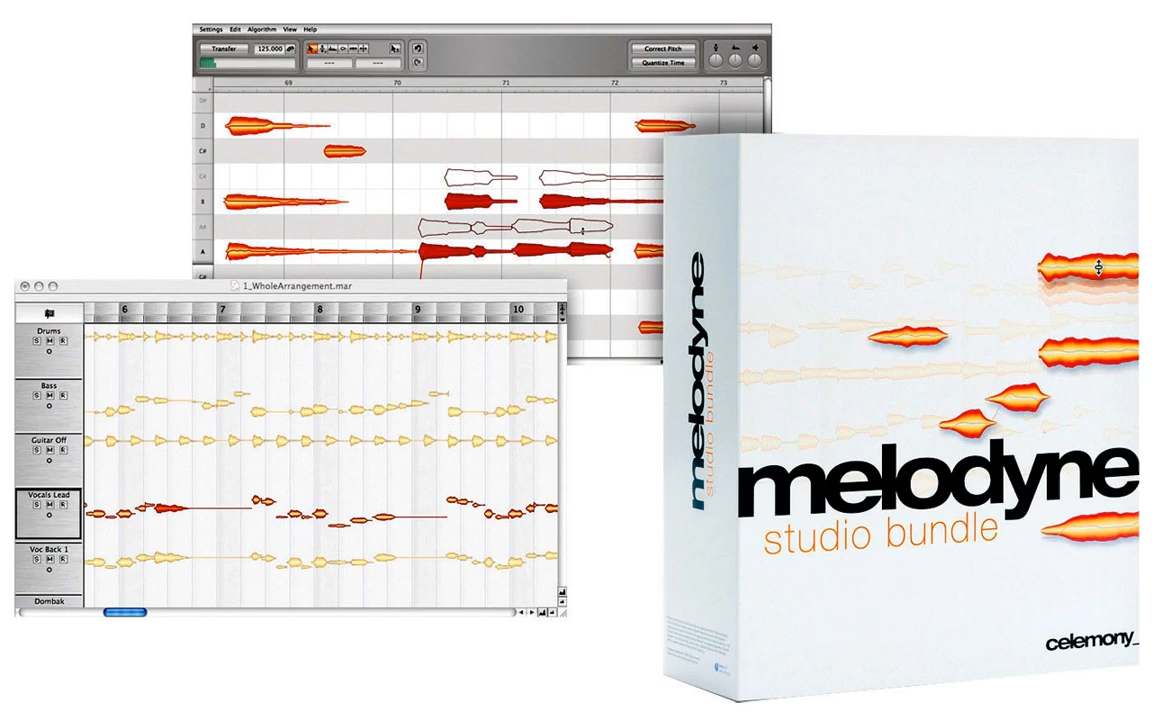 Settings Edit Algorithm View Help
Transfer 125.000
--- ---
Correct Pitch
Quantize Time
69 70 71 72 73
D#
D
C#
C4
B
A#
A
G#
1_WholeArrangement.mar
6 7 8 9 10
Drums
S M R
Bass
S M R
Guitar Off
S M R
Vocals Lead
S M R
Voc Back 1
S M R
Dombak
melodyne
studio bundle
melodyne
studio bundle
celemony_